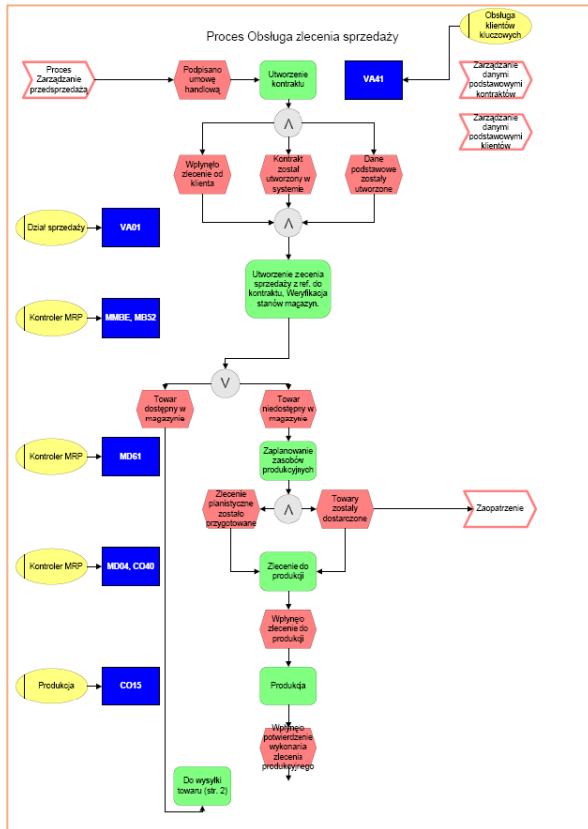 Proces Obsługa zlecenia sprzedaży
Obsługa
klientów
kluczowych
Proces
Zarządzanie
przedsprzedażą
Podpisano
umowę
handlową
Utworzenie
kontraktu
VA41
Zarządzanie
danymi
podstawowymi
kontraktów
Zarządzanie
danymi
podstawowymi
klientów
Λ
Wpłynęło
zlecenie od
klienta
Kontrakt
został
utworzony w
systemie
Dane
podstawowe
zostały
utworzone
Λ
Dział sprzedaży
VA01
Utworzenie zecenia
sprzedaży z ref. do
kontraktu, Weryfikacja
stanów magazyn.
Kontroler MRP
MMBE, MB52
V
Towar
dostępny w
magazynie
Towar
niedostępny w
magazynie
Kontroler MRP
MD61
Zaplanowanie
zasobów
produkcyjnych
Zlecenie
planistyczne
zostało
przygotowane
Λ
Towary
zostały
dostarczone
Zaopatrzenie
Kontroler MRP
MD04, CO40
Zlecenie do
produkcji
Wpłynęo
zlecenie do
produkcji
Produkcja
CO15
Produkcja
Wpłynęo
potwierdzenie
wykonania
zlecenia
produkcyjnego
Do wysyłki
towaru (str. 2)